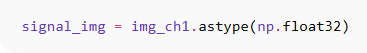 signal_img = img_ch1.astype(np.float32)